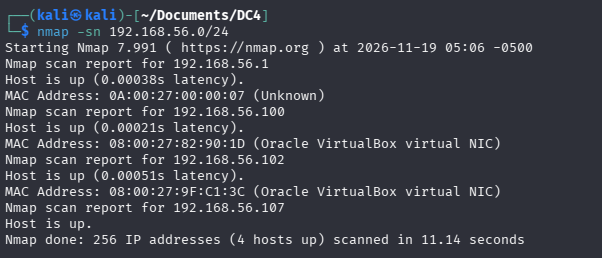 ┌──(kali㉿kali)-[~/Documents/DC4]
└─$ nmap -sn 192.168.56.0/24
Starting Nmap 7.991 ( https://nmap.org ) at 2026-11-19 05:06 -0500
Nmap scan report for 192.168.56.1
Host is up (0.00038s latency).
MAC Address: 0A:00:27:00:00:07 (Unknown)
Nmap scan report for 192.168.56.100
Host is up (0.00021s latency).
MAC Address: 08:00:27:82:90:1D (Oracle VirtualBox virtual NIC)
Nmap scan report for 192.168.56.102
Host is up (0.00051s latency).
MAC Address: 08:00:27:9F:C1:3C (Oracle VirtualBox virtual NIC)
Nmap scan report for 192.168.56.107
Host is up.
Nmap done: 256 IP addresses (4 hosts up) scanned in 11.14 seconds